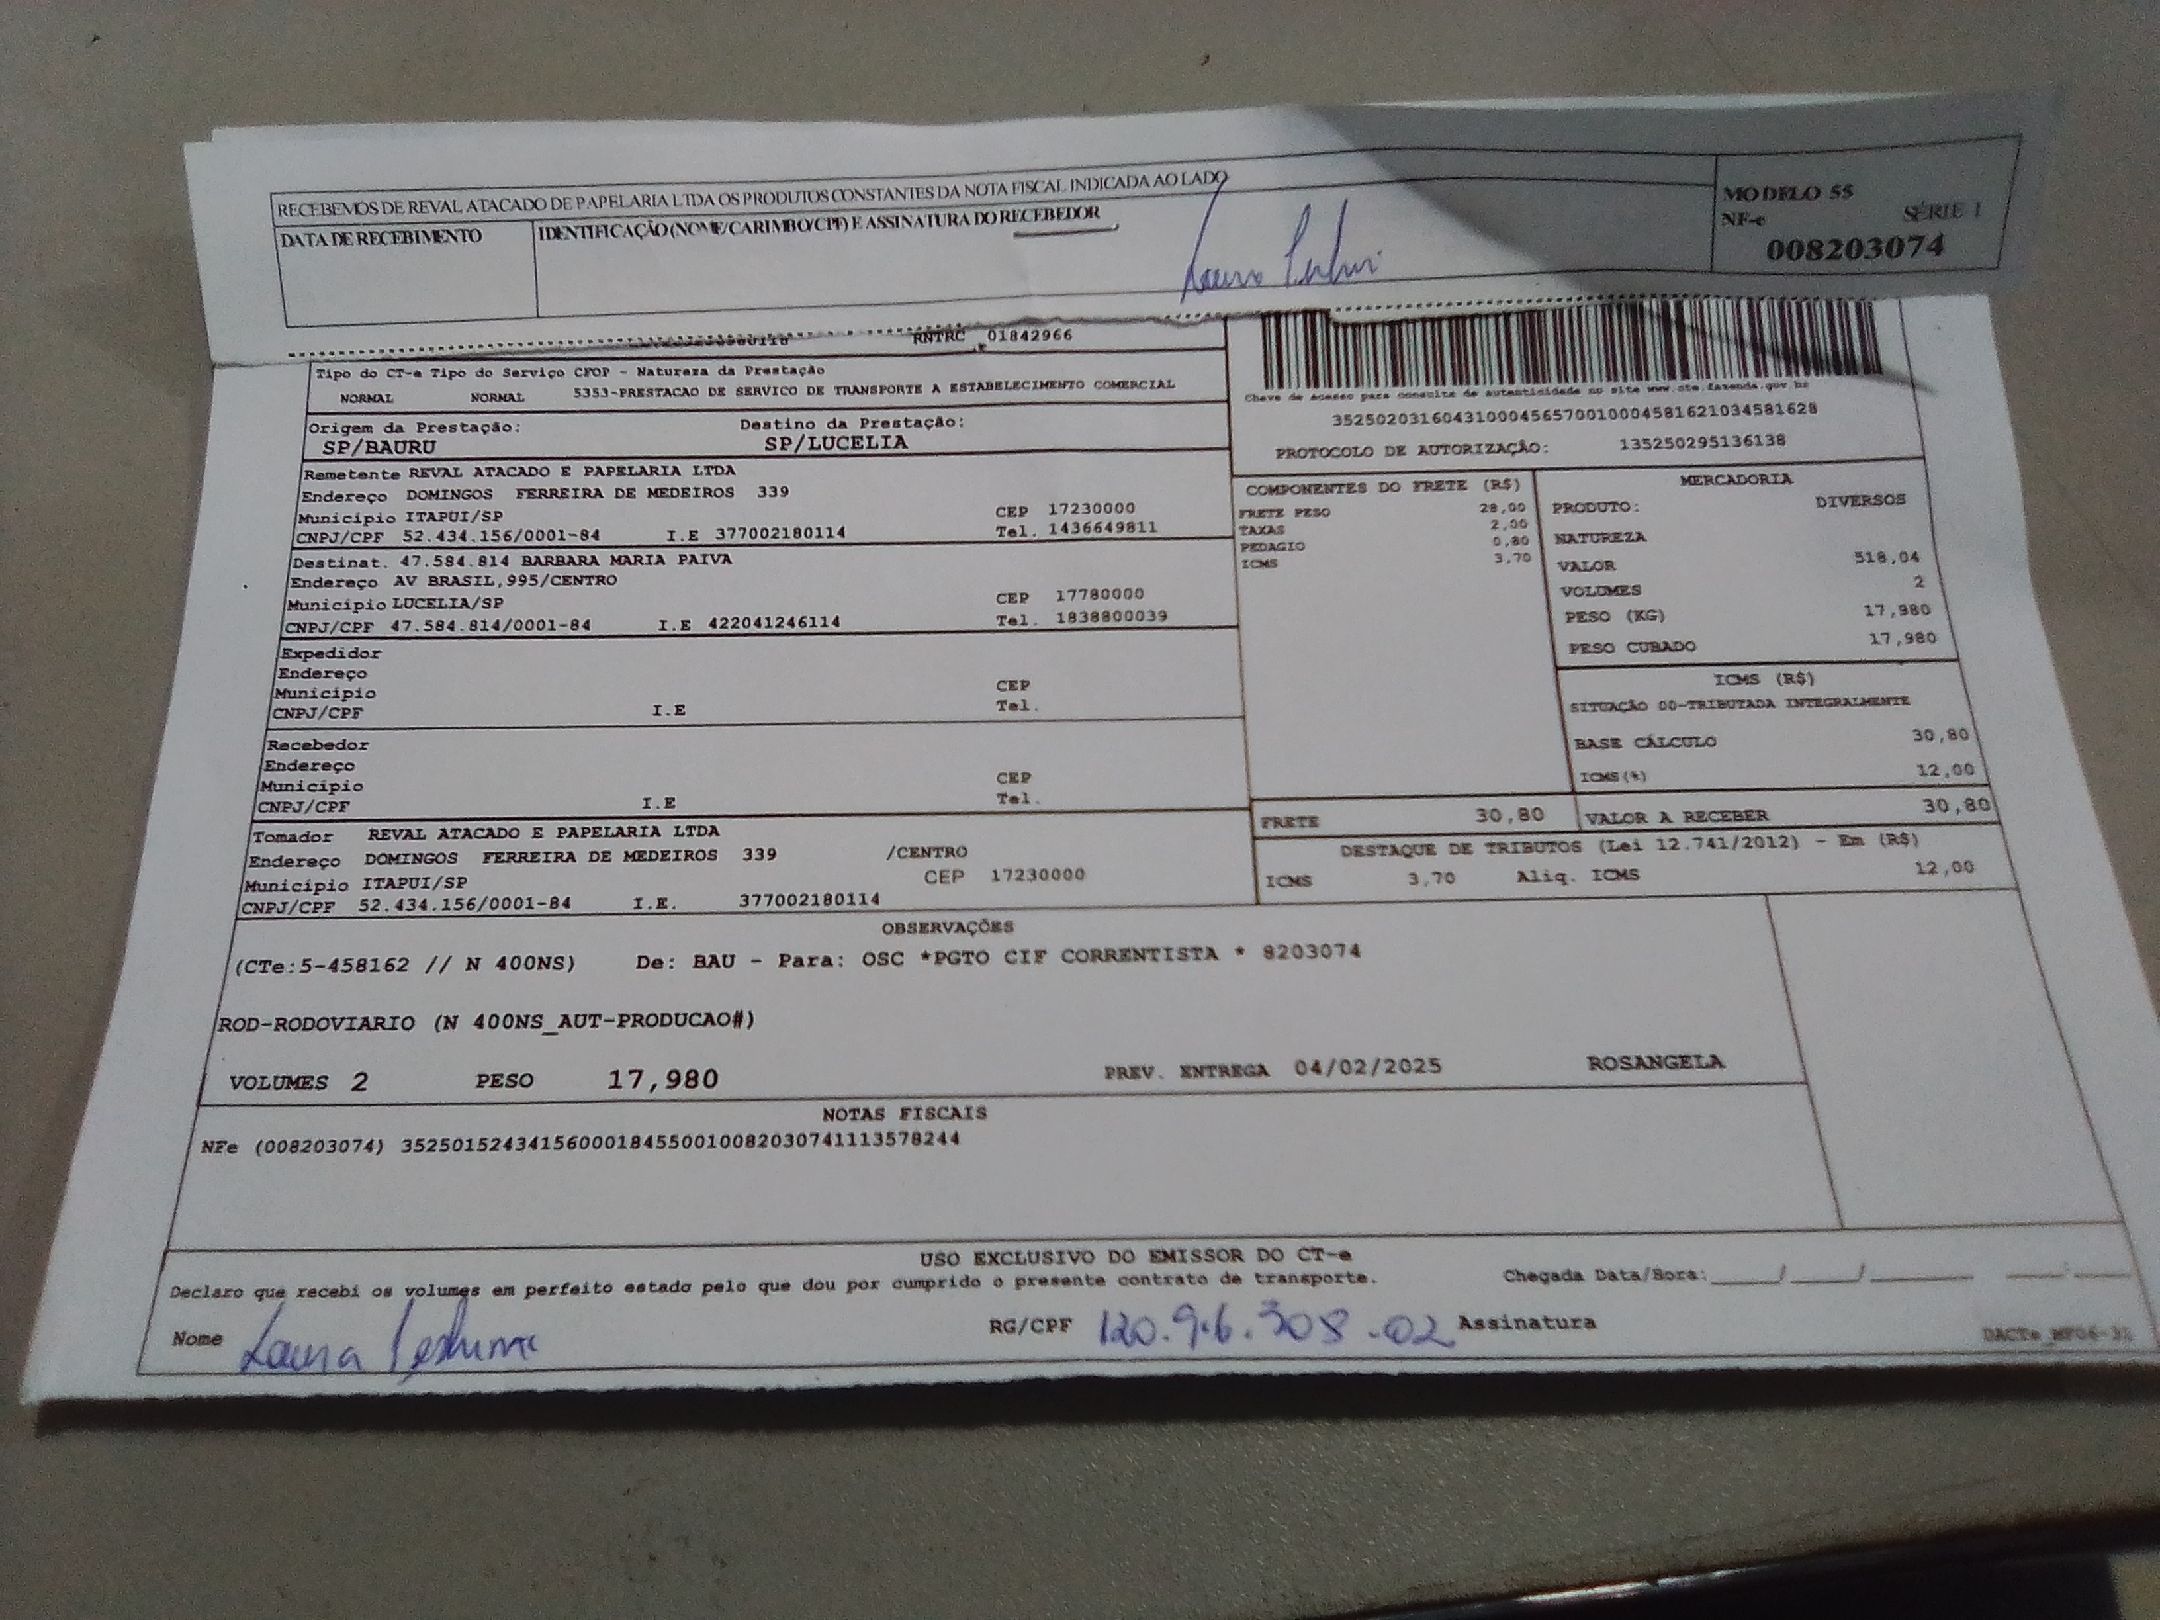 RECEBEMOS DE REVAL ATACADO DE PAPELARIA LTDA OS PRODUTOS CONSTANTES DA NOTA FISCAL INDICADA AO LADO
MODELO 55
NF-e SÉRIE 1
008203074
DATA DE RECEBIMENTO IDENTIFICAÇÃO (NOME/CARIMBO/CPF) E ASSINATURA DO RECEBEDOR
RNTRC 01842966
Tipo do CT-e Tipo do Serviço CFOP - Natureza da Prestação
NORMAL NORMAL 5353-PRESTACAO DE SERVICO DE TRANSPORTE A ESTABELECIMENTO COMERCIAL
Chave de acesso para consulta de autenticidade no site www.cte.fazenda.gov.br
35250203160431000456570010004581621034581628
PROTOCOLO DE AUTORIZAÇÃO: 135250295136138
Origem da Prestação: Destino da Prestação:
SP/BAURU SP/LUCELIA
Remetente REVAL ATACADO E PAPELARIA LTDA
Endereço DOMINGOS FERREIRA DE MEDEIROS 339
Município ITAPUI/SP CEP 17230000
CNPJ/CPF 52.434.156/0001-84 I.E 377002180114 Tel. 1436649811
Destinat. 47.584.814 BARBARA MARIA PAIVA
Endereço AV BRASIL,995/CENTRO
Município LUCELIA/SP CEP 17780000
CNPJ/CPF 47.584.814/0001-84 I.E 422041246114 Tel. 1838800039
Expedidor
Endereço
Município CEP
CNPJ/CPF I.E Tel.
Recebedor
Endereço
Município CEP
CNPJ/CPF I.E Tel.
Tomador REVAL ATACADO E PAPELARIA LTDA
Endereço DOMINGOS FERREIRA DE MEDEIROS 339 /CENTRO
Município ITAPUI/SP CEP 17230000
CNPJ/CPF 52.434.156/0001-84 I.E. 377002180114
COMPONENTES DO FRETE (R$)
FRETE PESO 28,00
TAXAS 2,00
PEDAGIO 0,80
ICMS 3,70
MERCADORIA
PRODUTO: DIVERSOS
NATUREZA
VALOR 518,04
VOLUMES 2
PESO (KG) 17,980
PESO CUBADO 17,980
ICMS (R$)
SITUAÇÃO 00-TRIBUTADA INTEGRALMENTE
BASE CÁLCULO 30,80
ICMS(%) 12,00
FRETE 30,80 VALOR A RECEBER 30,80
DESTAQUE DE TRIBUTOS (Lei 12.741/2012) - Em (R$)
ICMS 3,70 Aliq. ICMS 12,00
OBSERVAÇÕES
(CTe:5-458162 // N 400NS) De: BAU - Para: OSC *PGTO CIF CORRENTISTA * 8203074
ROD-RODOVIARIO (N 400NS_AUT-PRODUCAO#)
VOLUMES 2 PESO 17,980 PREV. ENTREGA 04/02/2025 ROSANGELA
NOTAS FISCAIS
NFe (008203074) 35250152434156000184550010082030741113578244
USO EXCLUSIVO DO EMISSOR DO CT-e
Declaro que recebi os volumes em perfeito estado pelo que dou por cumprido o presente contrato de transporte. Chegada Data/Hora:
Nome Laura RG/CPF Assinatura